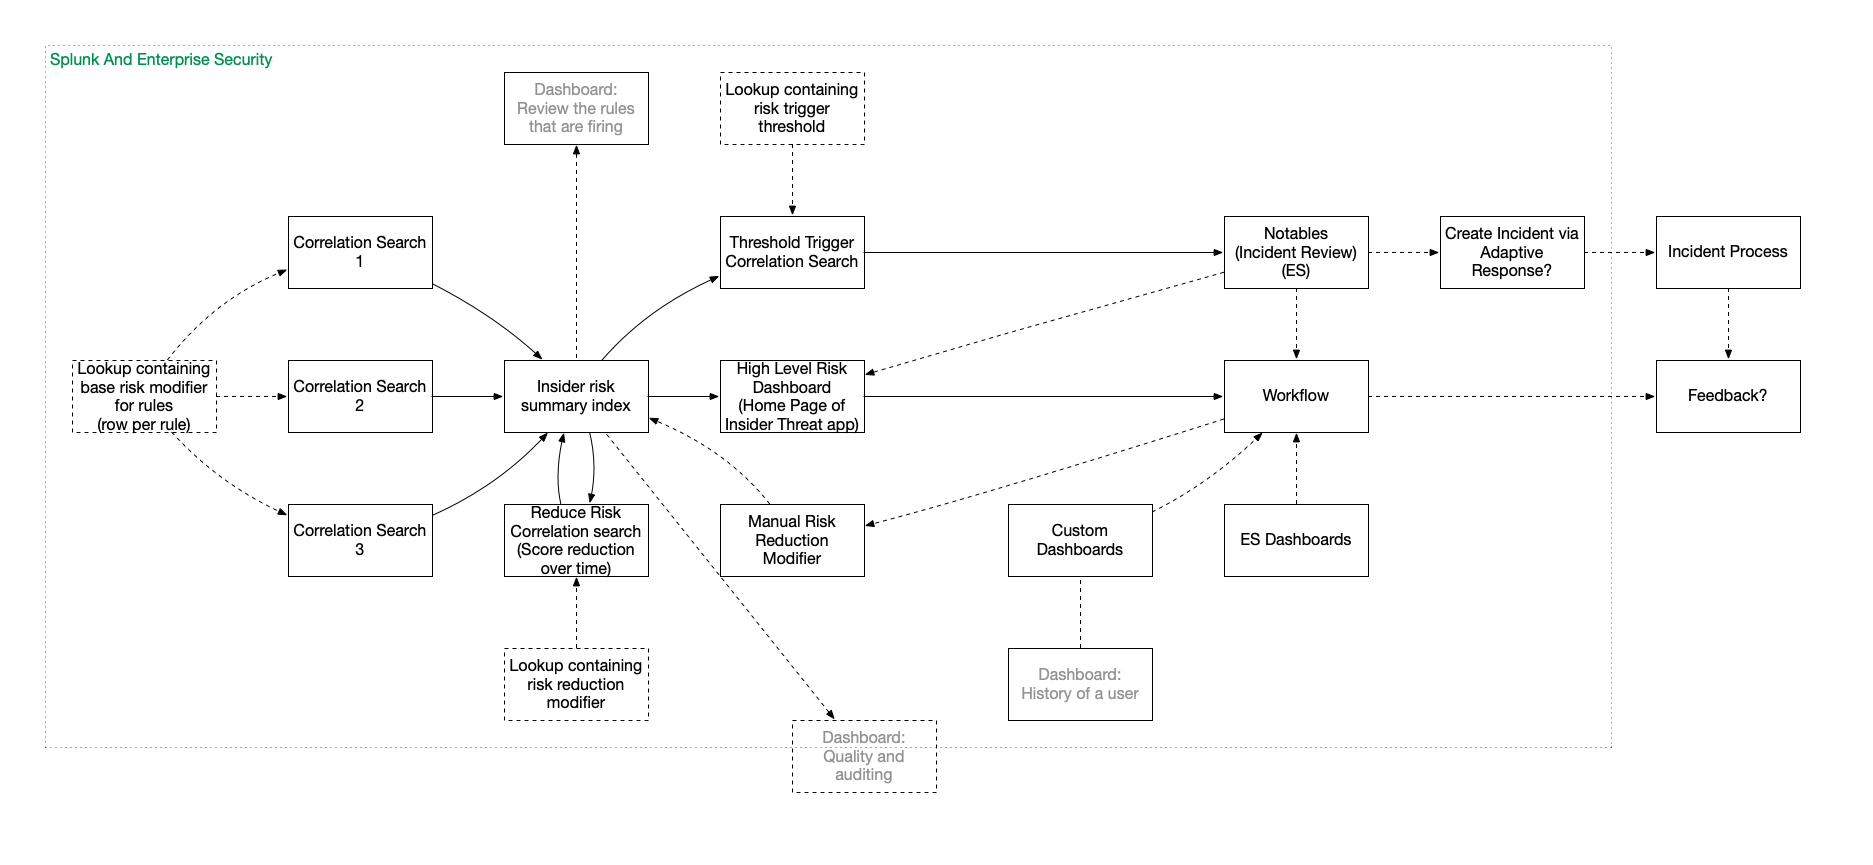 Splunk And Enterprise Security
Dashboard:
Review the rules
that are firing
Lookup containing
risk trigger
threshold
Correlation Search
1
Threshold Trigger
Correlation Search
Notables
(Incident Review)
(ES)
Create Incident via
Adaptive
Response?
Incident Process
Lookup containing
base risk modifier
for rules
(row per rule)
Correlation Search
2
Insider risk
summary index
High Level Risk
Dashboard
(Home Page of
Insider Threat app)
Workflow
Feedback?
Correlation Search
3
Reduce Risk
Correlation search
(Score reduction
over time)
Manual Risk
Reduction
Modifier
Custom
Dashboards
ES Dashboards
Lookup containing
risk reduction
modifier
Dashboard:
History of a user
Dashboard:
Quality and
auditing